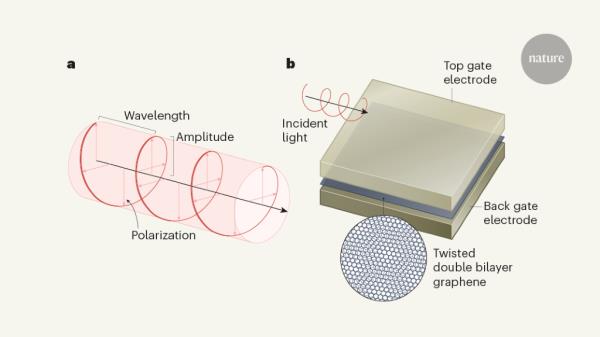 a
Wavelength
Amplitude
Polarization
b
nature
Top gate
electrode
Incident
light
Back gate
electrode
Twisted
double bilayer
graphene